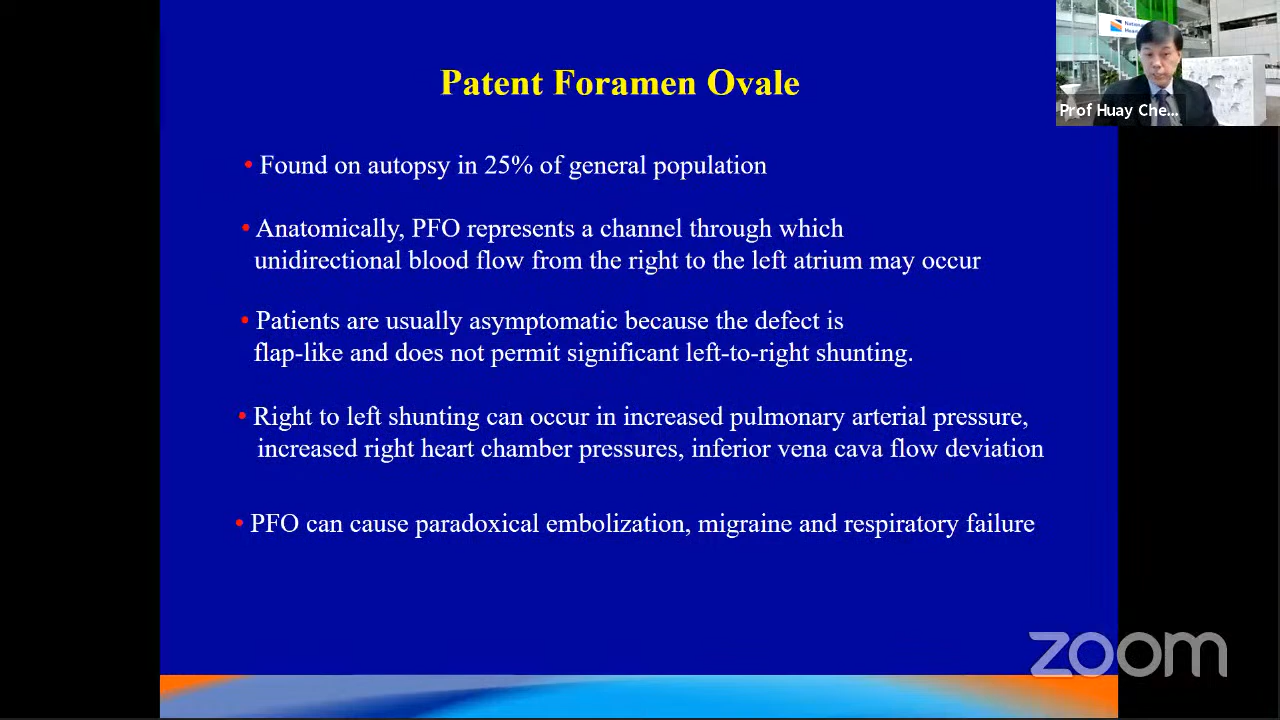 Patent Foramen Ovale
• Found on autopsy in 25% of general population
• Anatomically, PFO represents a channel through which
unidirectional blood flow from the right to the left atrium may occur
• Patients are usually asymptomatic because the defect is
flap-like and does not permit significant left-to-right shunting.
• Right to left shunting can occur in increased pulmonary arterial pressure,
increased right heart chamber pressures, inferior vena cava flow deviation
• PFO can cause paradoxical embolization, migraine and respiratory failure
Prof Huay Che...
zoom